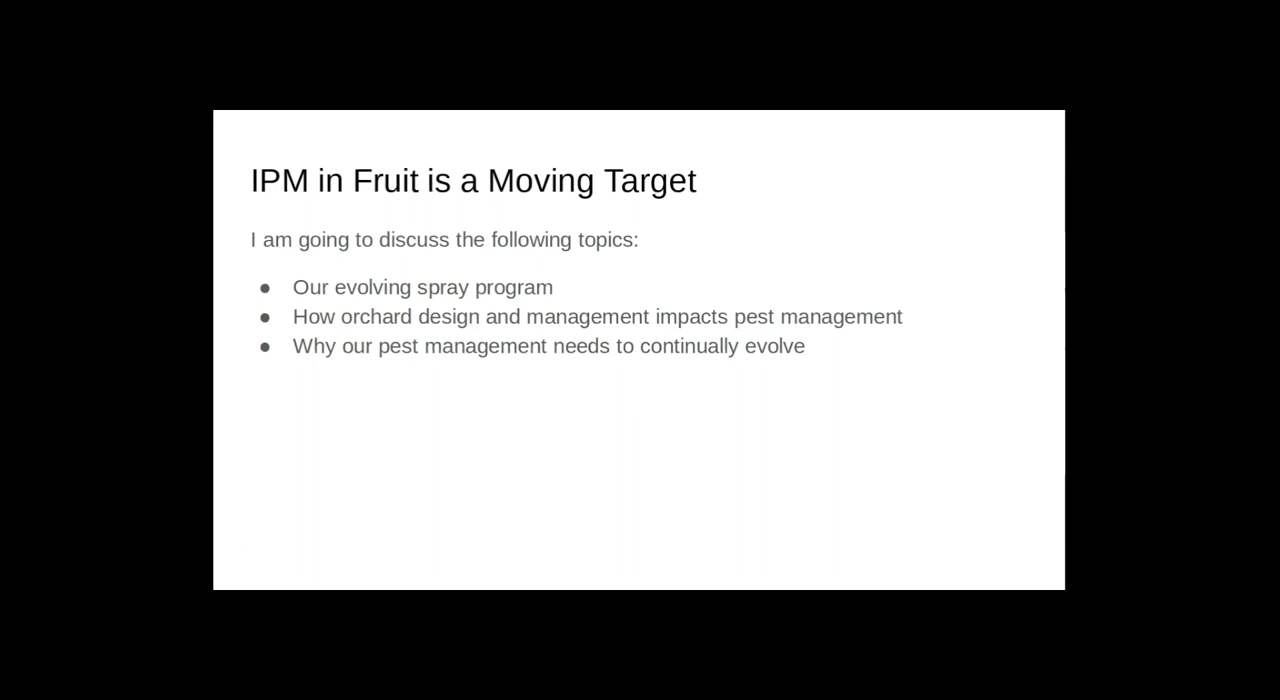 IPM in Fruit is a Moving Target
I am going to discuss the following topics:
● Our evolving spray program
● How orchard design and management impacts pest management
● Why our pest management needs to continually evolve